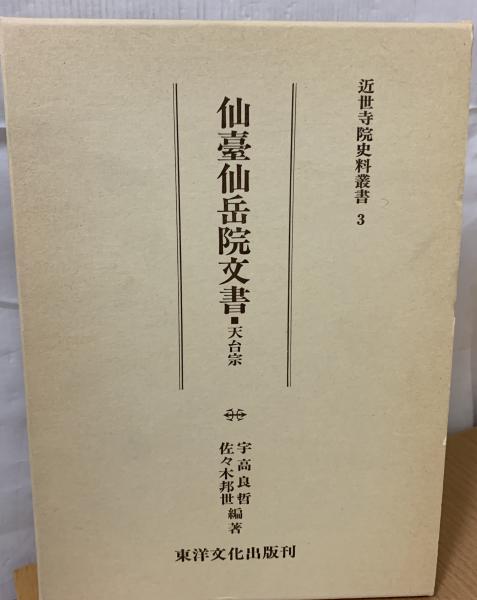 近世寺院史料叢書 3
仙臺仙岳院文書■天台宗
宇高良哲
佐々木邦世
編著
東洋文化出版刊